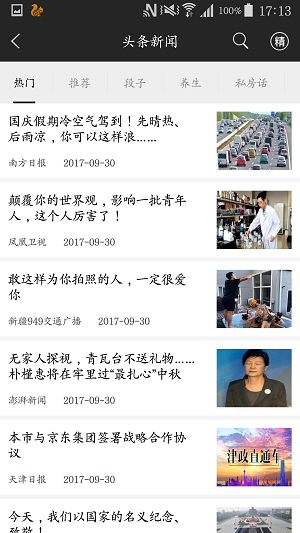 100% 17:13
头条新闻 精
热门 推荐 段子 养生 私房话
国庆假期冷空气驾到！先晴热、
后雨凉，你可以这样浪……
南方日报 2017-09-30
颠覆你的世界观，影响一批青年
人，这个人厉害了！
凤凰卫视 2017-09-30
敢这样为你拍照的人，一定很爱
你
新疆949交通广播 2017-09-30
无家人探视，青瓦台不送礼物……
朴槿惠将在牢里过“最扎心”中秋
澎湃新闻 2017-09-30
本市与京东集团签署战略合作协
议
津政直通车
天津日报 2017-09-30
今天，我们以国家的名义纪念、
致敬！